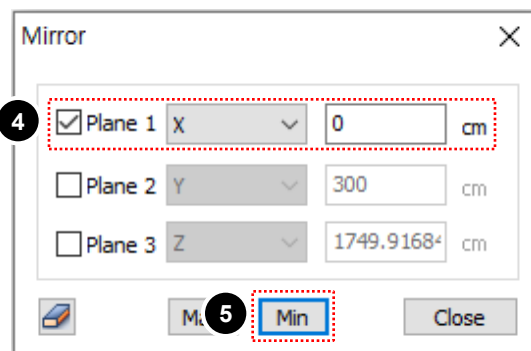 Mirror
4 Plane 1 X 0 cm
Plane 2 Y 300 cm
Plane 3 Z 1749.9168 cm
5 Min Close